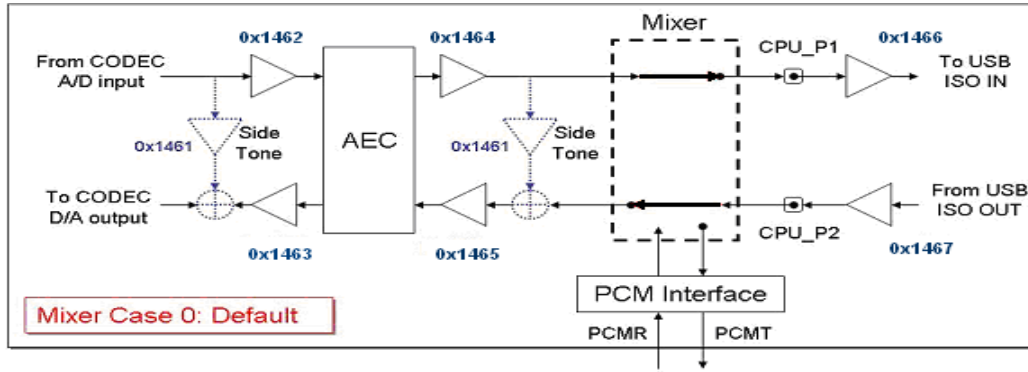 Mixer
0x1462
0x1464
CPU_P1
0x1466
From CODEC
A/D input
To USB
ISO IN
AEC
0x1461
Side
Tone
0x1461
Side
Tone
To CODEC
D/A output
From USB
ISO OUT
CPU_P2
0x1463
0x1465
0x1467
PCM Interface
Mixer Case 0: Default
PCMR
PCMT